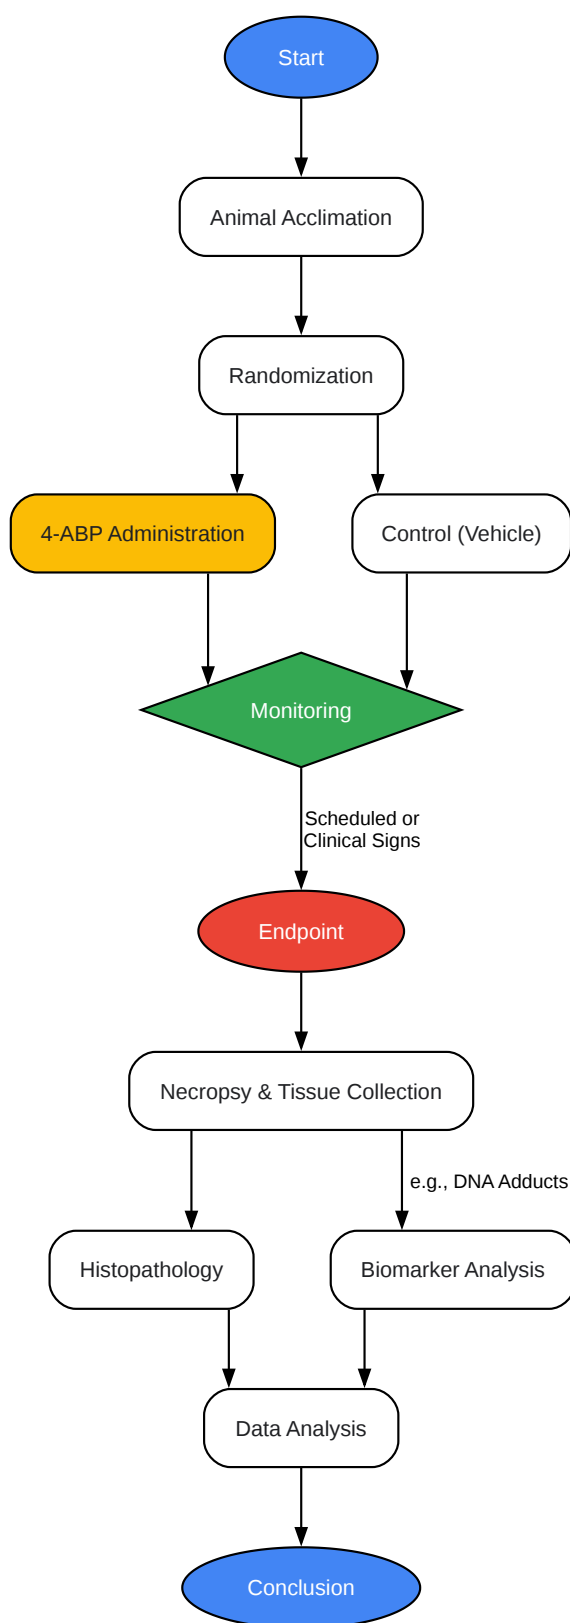 Start
Animal Acclimation
Randomization
4-ABP Administration
Control (Vehicle)
Monitoring
Scheduled or
Clinical Signs
Endpoint
Necropsy & Tissue Collection
e.g., DNA Adducts
Histopathology
Biomarker Analysis
Data Analysis
Conclusion